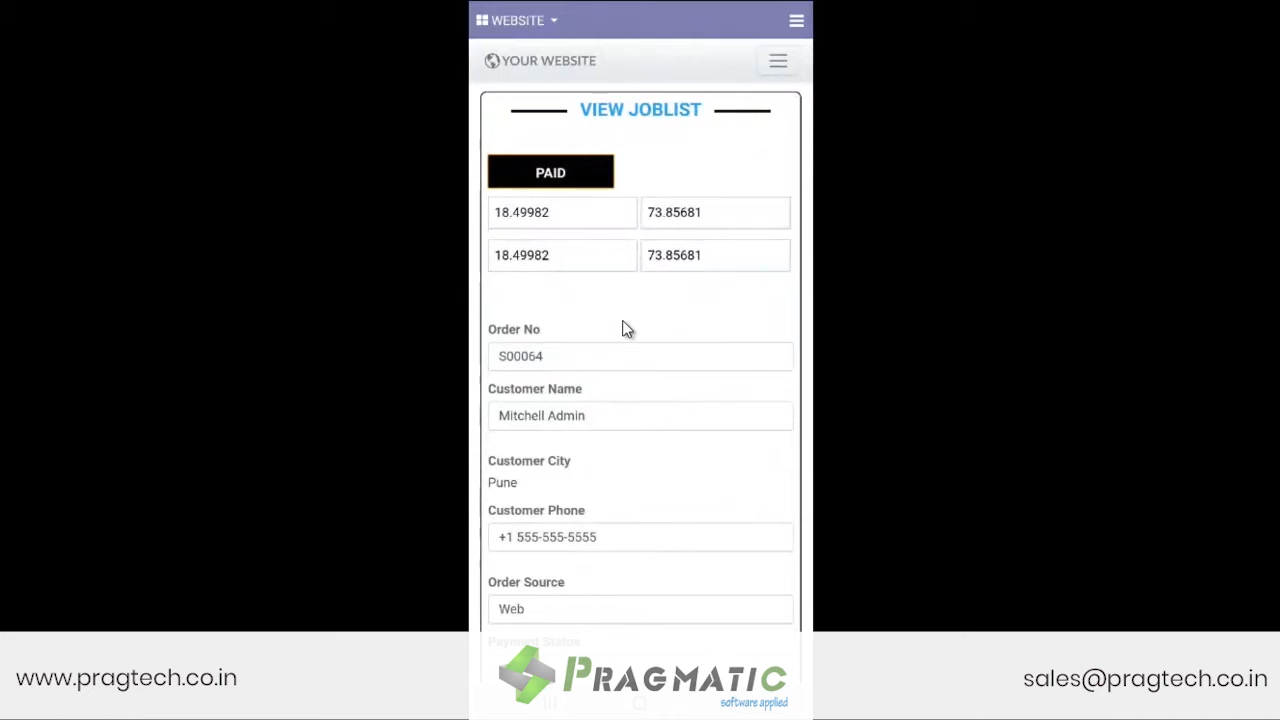 WEBSITE
YOUR WEBSITE
VIEW JOBLIST
PAID
18.49982 73.85681
18.49982 73.85681
Order No
S00064
Customer Name
Mitchell Admin
Customer City
Pune
Customer Phone
+1 555-555-5555
Order Source
Web
Payment Status
www.pragtech.co.in
PRAGMATIC
software applied
sales@pragtech.co.in